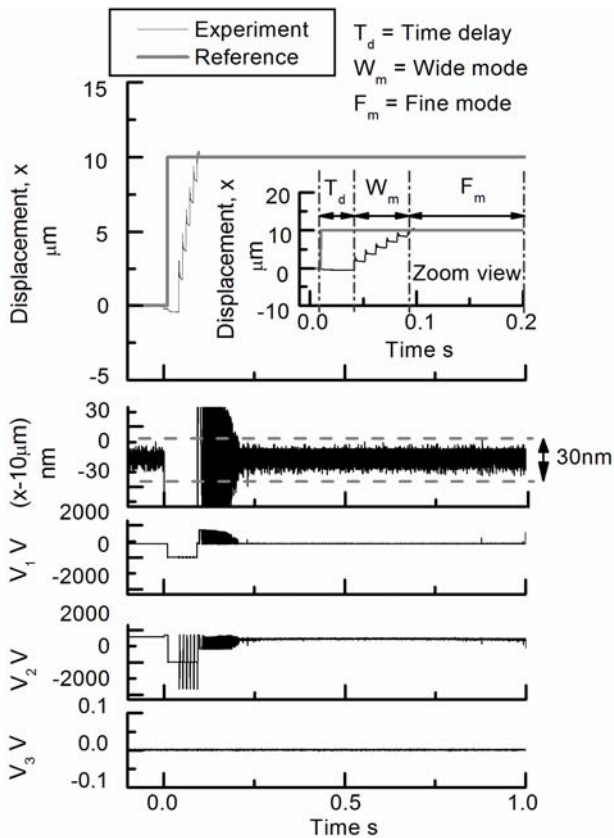 Experiment
Reference
T_d = Time delay
W_m = Wide mode
F_m = Fine mode
15
10
5
0
-5
Displacement, x
μm
T_d W_m F_m
20
10
0
-10
Displacement, x
μm
Zoom view
0.0 0.1 0.2
Time s
30
0
-30
(x-10μm)
nm
30nm
2000
0
-2000
V_1 V
2000
0
-2000
V_2 V
0.1
0.0
-0.1
V_3 V
0.0 0.5 1.0
Time s